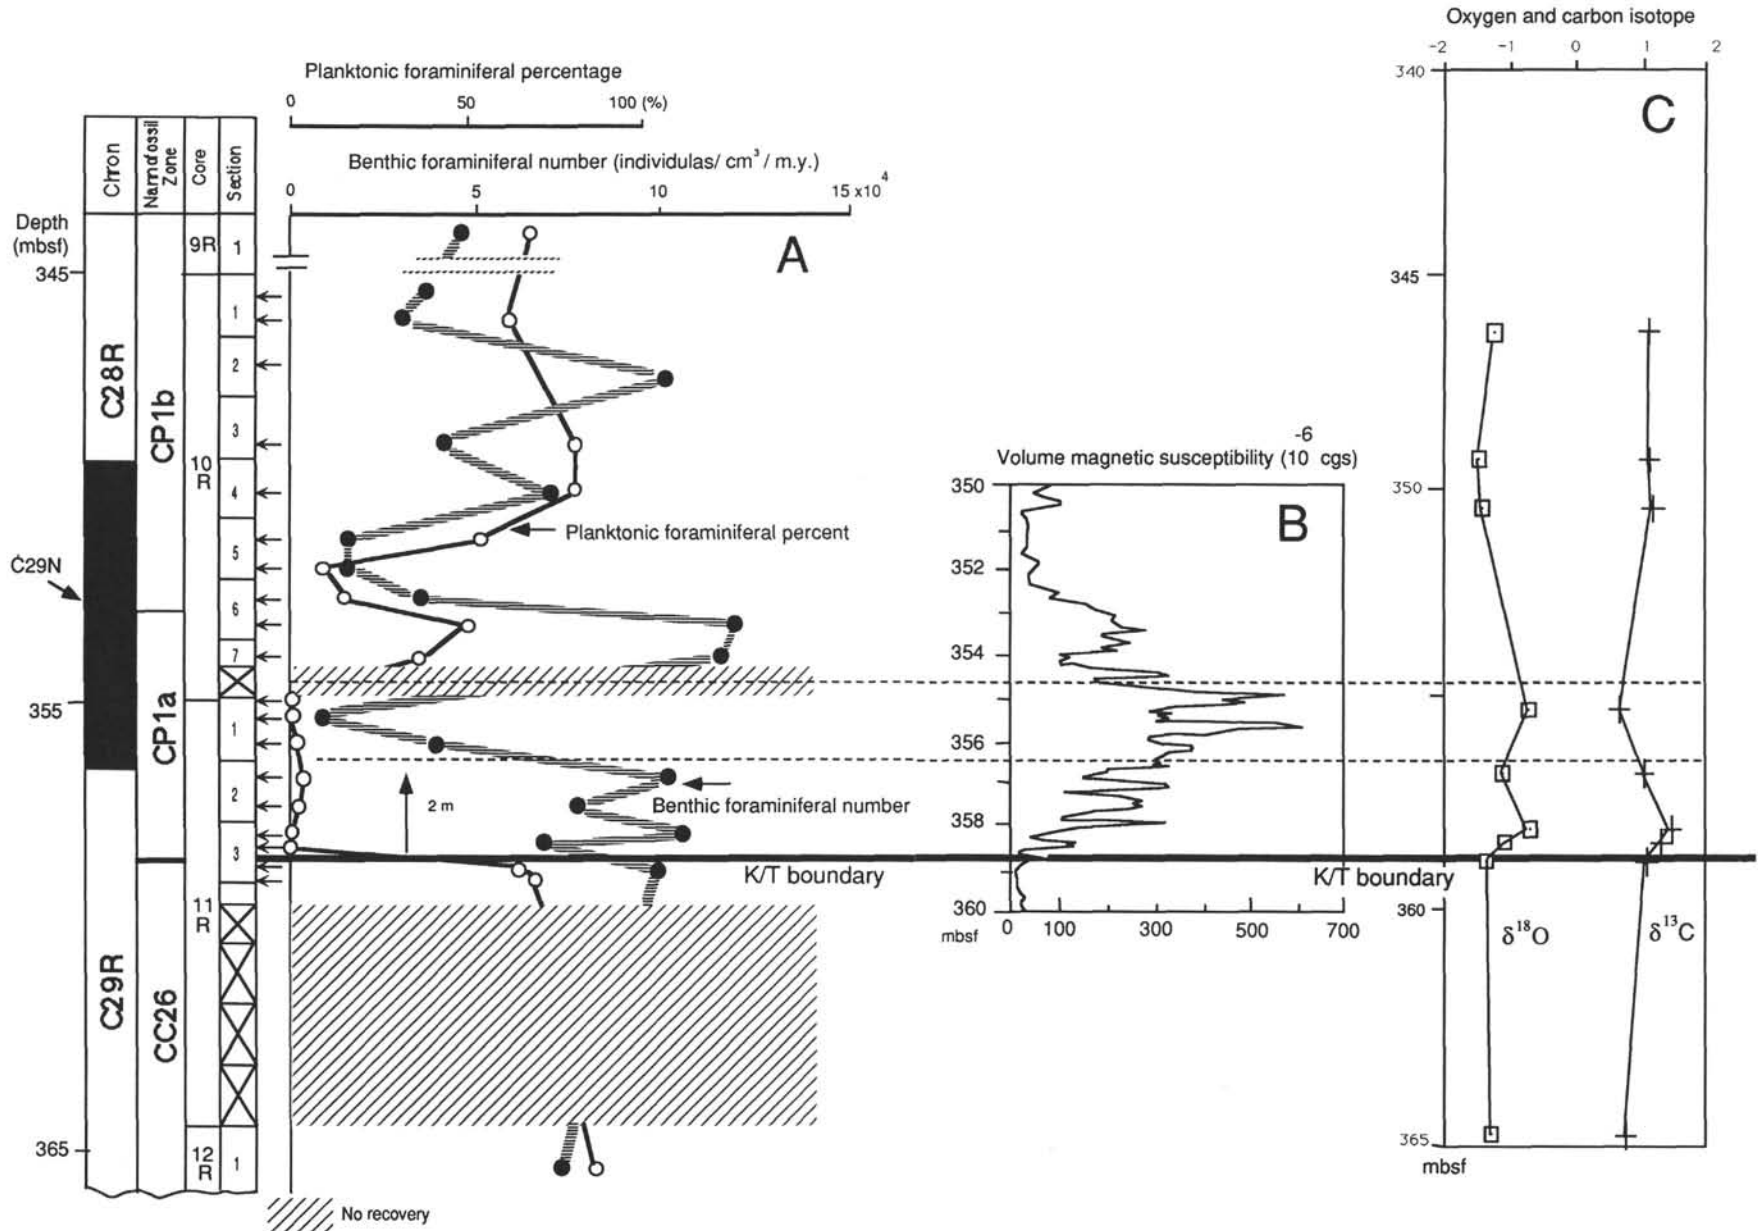 Oxygen and carbon isotope
-2 -1 0 1 2
Planktonic foraminiferal percentage
0 50 100 (%)
Benthic foraminiferal number (individulas/ cm³ / m.y.)
0 5 10 15 x10⁴
Chron
Nannofossil Zone
Core
Section
Depth
(mbsf)
345
355
365
C28R
C29N
C29R
CP1b
CP1a
CC26
9R
10
R
11
R
12
R
1
1
2
3
4
5
6
7
1
2
3
1
A
Planktonic foraminiferal percent
Benthic foraminiferal number
2 m
K/T boundary
No recovery
Volume magnetic susceptibility (10⁻⁶ cgs)
B
350
352
354
356
358
360
mbsf
0 100 300 500 700
C
340
345
350
360
365
mbsf
K/T boundary
δ¹⁸O
δ¹³C